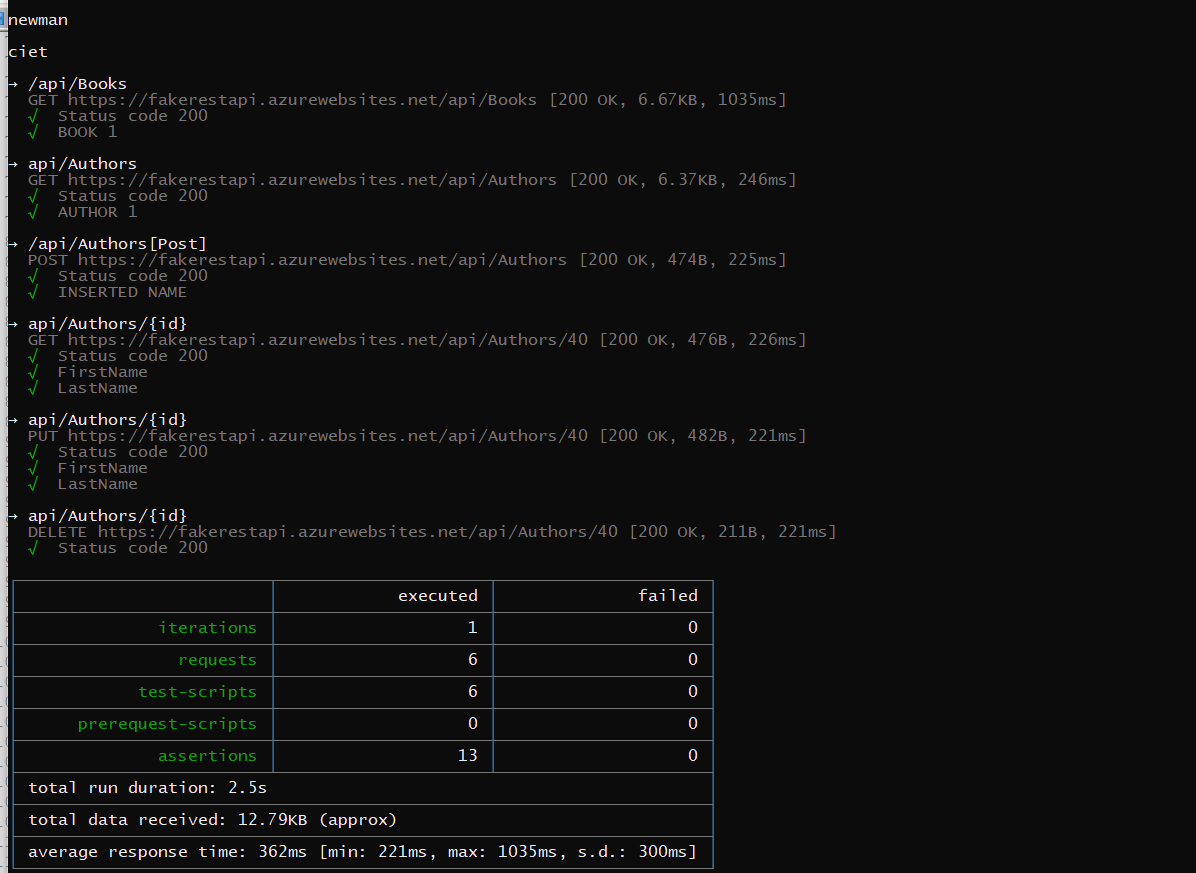 newman
ciet
→ /api/Books
GET https://fakerestapi.azurewebsites.net/api/Books [200 OK, 6.67KB, 1035ms]
√ Status code 200
√ BOOK 1
→ api/Authors
GET https://fakerestapi.azurewebsites.net/api/Authors [200 OK, 6.37KB, 246ms]
√ Status code 200
√ AUTHOR 1
→ /api/Authors[Post]
POST https://fakerestapi.azurewebsites.net/api/Authors [200 OK, 474B, 225ms]
√ Status code 200
√ INSERTED NAME
→ api/Authors/{id}
GET https://fakerestapi.azurewebsites.net/api/Authors/40 [200 OK, 476B, 226ms]
√ Status code 200
√ FirstName
√ LastName
→ api/Authors/{id}
PUT https://fakerestapi.azurewebsites.net/api/Authors/40 [200 OK, 482B, 221ms]
√ Status code 200
√ FirstName
√ LastName
→ api/Authors/{id}
DELETE https://fakerestapi.azurewebsites.net/api/Authors/40 [200 OK, 211B, 221ms]
√ Status code 200
executed failed
iterations 1 0
requests 6 0
test-scripts 6 0
prerequest-scripts 0 0
assertions 13 0
total run duration: 2.5s
total data received: 12.79KB (approx)
average response time: 362ms [min: 221ms, max: 1035ms, s.d.: 300ms]